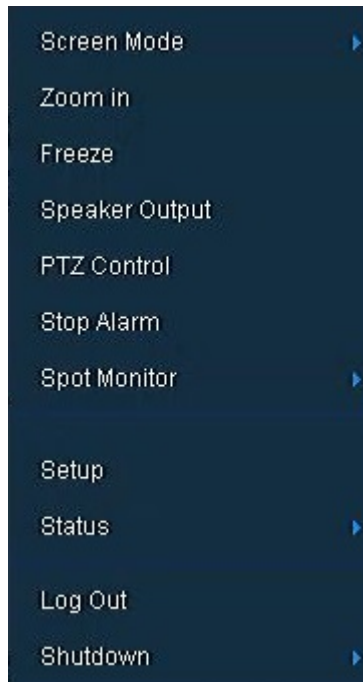 Screen Mode
Zoom in
Freeze
Speaker Output
PTZ Control
Stop Alarm
Spot Monitor
Setup
Status
Log Out
Shutdown